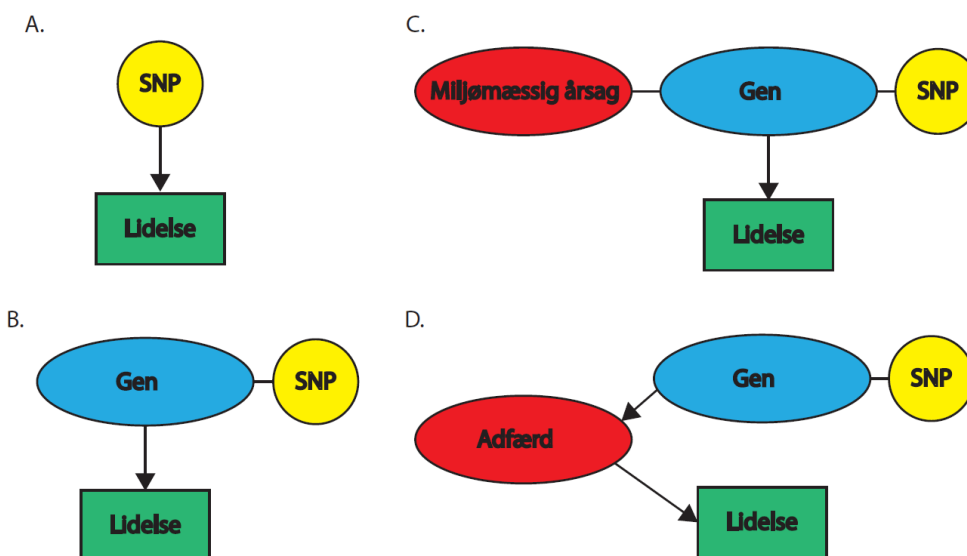 A.
SNP
Lidelse
B.
Gen
SNP
Lidelse
C.
Miljømæssig årsag
Gen
SNP
Lidelse
D.
Gen
SNP
Adfærd
Lidelse